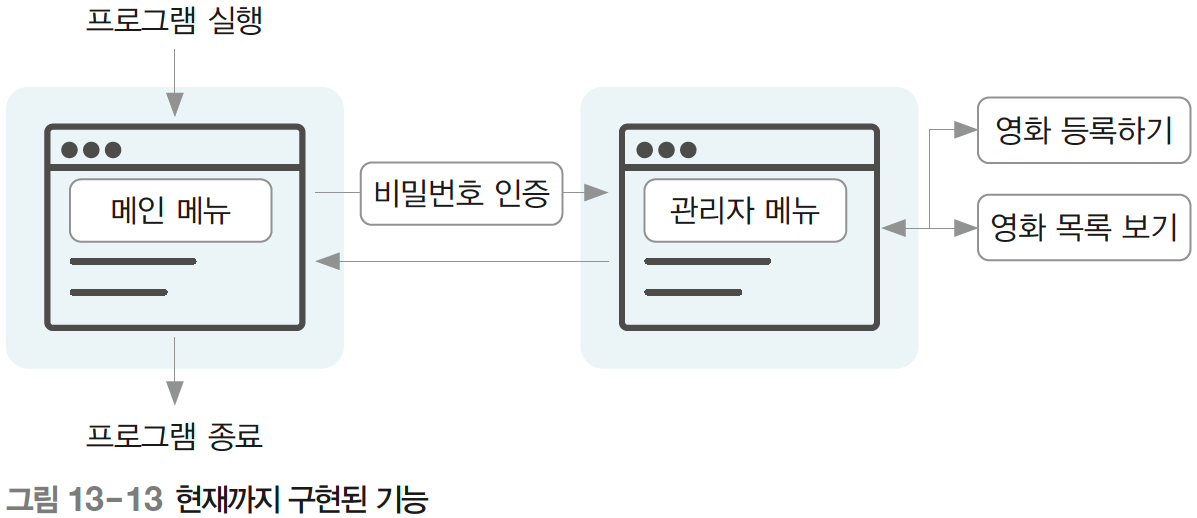 프로그램 실행
메인 메뉴
비밀번호 인증
관리자 메뉴
영화 등록하기
영화 목록 보기
프로그램 종료
그림 13-13 현재까지 구현된 기능